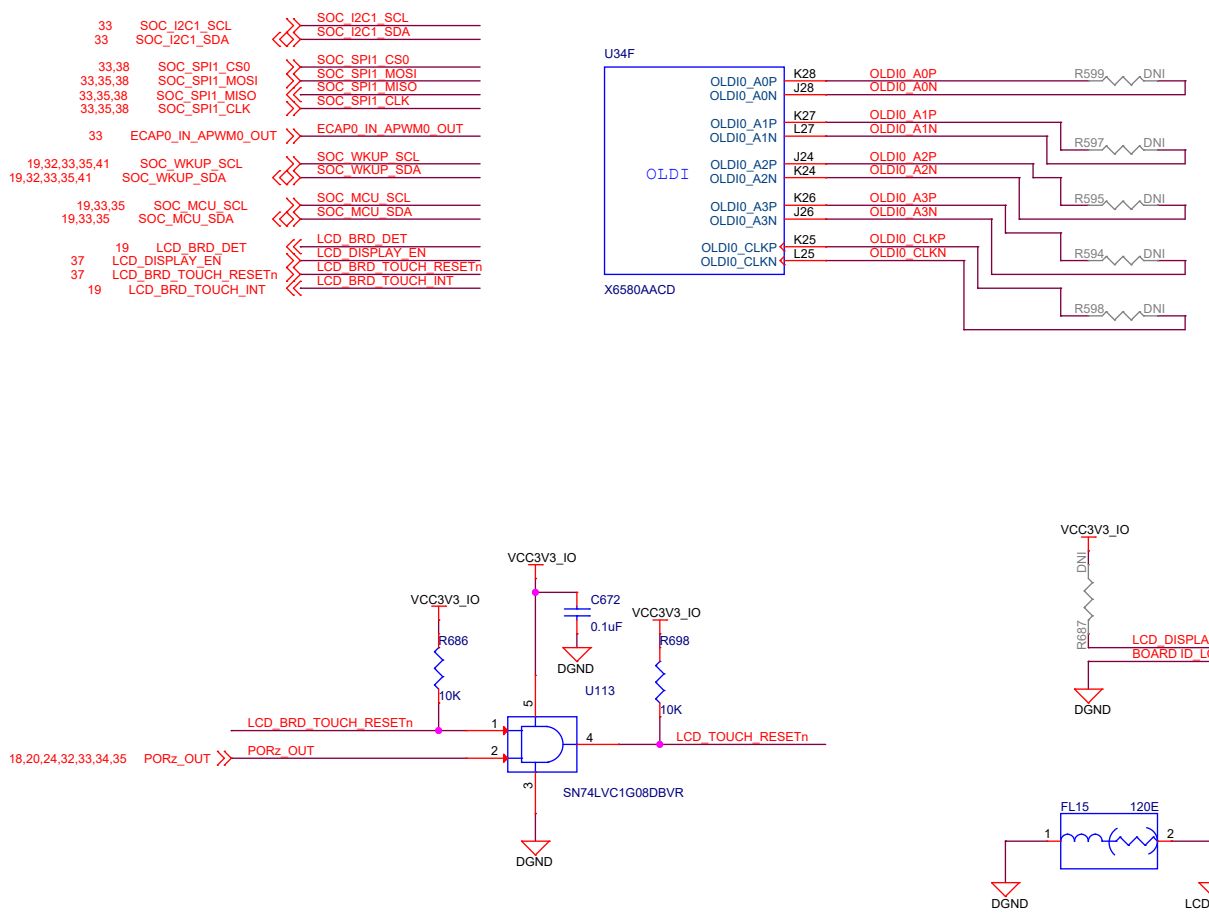 33 SOC_I2C1_SCL SOC_I2C1_SCL
33 SOC_I2C1_SDA SOC_I2C1_SDA
33,38 SOC_SPI1_CS0 SOC_SPI1_CS0
33,35,38 SOC_SPI1_MOSI SOC_SPI1_MOSI
33,35,38 SOC_SPI1_MISO SOC_SPI1_MISO
33,35,38 SOC_SPI1_CLK SOC_SPI1_CLK
33 ECAP0_IN_APWM0_OUT ECAP0_IN_APWM0_OUT
19,32,33,35,41 SOC_WKUP_SCL SOC_WKUP_SCL
19,32,33,35,41 SOC_WKUP_SDA SOC_WKUP_SDA
19,33,35 SOC_MCU_SCL SOC_MCU_SCL
19,33,35 SOC_MCU_SDA SOC_MCU_SDA
19 LCD_BRD_DET LCD_BRD_DET
37 LCD_DISPLAY_EN LCD_DISPLAY_EN
37 LCD_BRD_TOUCH_RESETn LCD_BRD_TOUCH_RESETn
19 LCD_BRD_TOUCH_INT LCD_BRD_TOUCH_INT
U34F
OLDI0_A0P K28 OLDI0_A0P R599 DNI
OLDI0_A0N J28 OLDI0_A0N
OLDI0_A1P K27 OLDI0_A1P
OLDI0_A1N L27 OLDI0_A1N R597 DNI
OLDI0_A2P J24 OLDI0_A2P
OLDI OLDI0_A2N K24 OLDI0_A2N
OLDI0_A3P K26 OLDI0_A3P R595 DNI
OLDI0_A3N J26 OLDI0_A3N
OLDI0_CLKP K25 OLDI0_CLKP
OLDI0_CLKN L25 OLDI0_CLKN R594 DNI
X6580AACD
R598 DNI
VCC3V3_IO
VCC3V3_IO
C672
0.1uF
DGND
VCC3V3_IO
R686
10K
VCC3V3_IO
R698
10K
U113
5
LCD_BRD_TOUCH_RESETn 1
4 LCD_TOUCH_RESETn
18,20,24,32,33,34,35 PORz_OUT PORz_OUT 2
3
SN74LVC1G08DBVR
DGND
DNI
R687
LCD_DISPLA
BOARD ID_L
DGND
FL15 120E
1 2
DGND
LCD